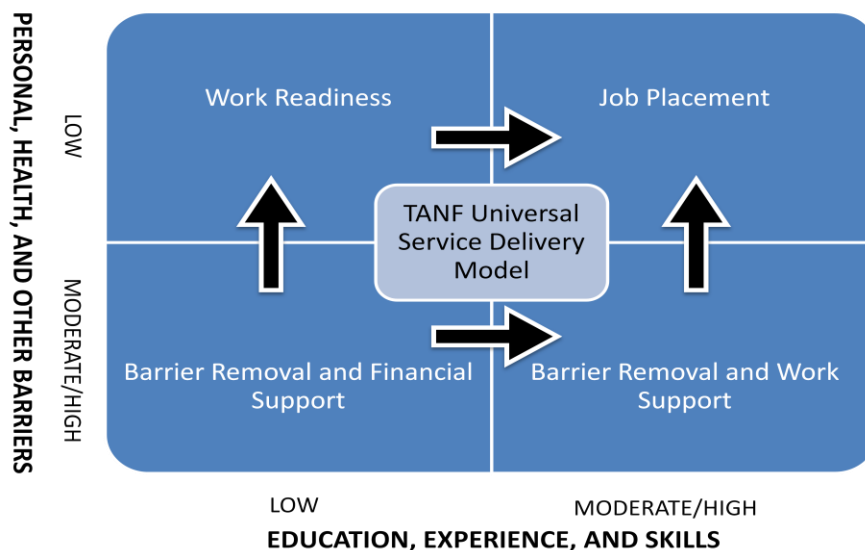 PERSONAL, HEALTH, AND OTHER BARRIERS
LOW
MODERATE/HIGH
Work Readiness
Job Placement
TANF Universal
Service Delivery
Model
Barrier Removal and Financial
Support
Barrier Removal and Work
Support
LOW
MODERATE/HIGH
EDUCATION, EXPERIENCE, AND SKILLS